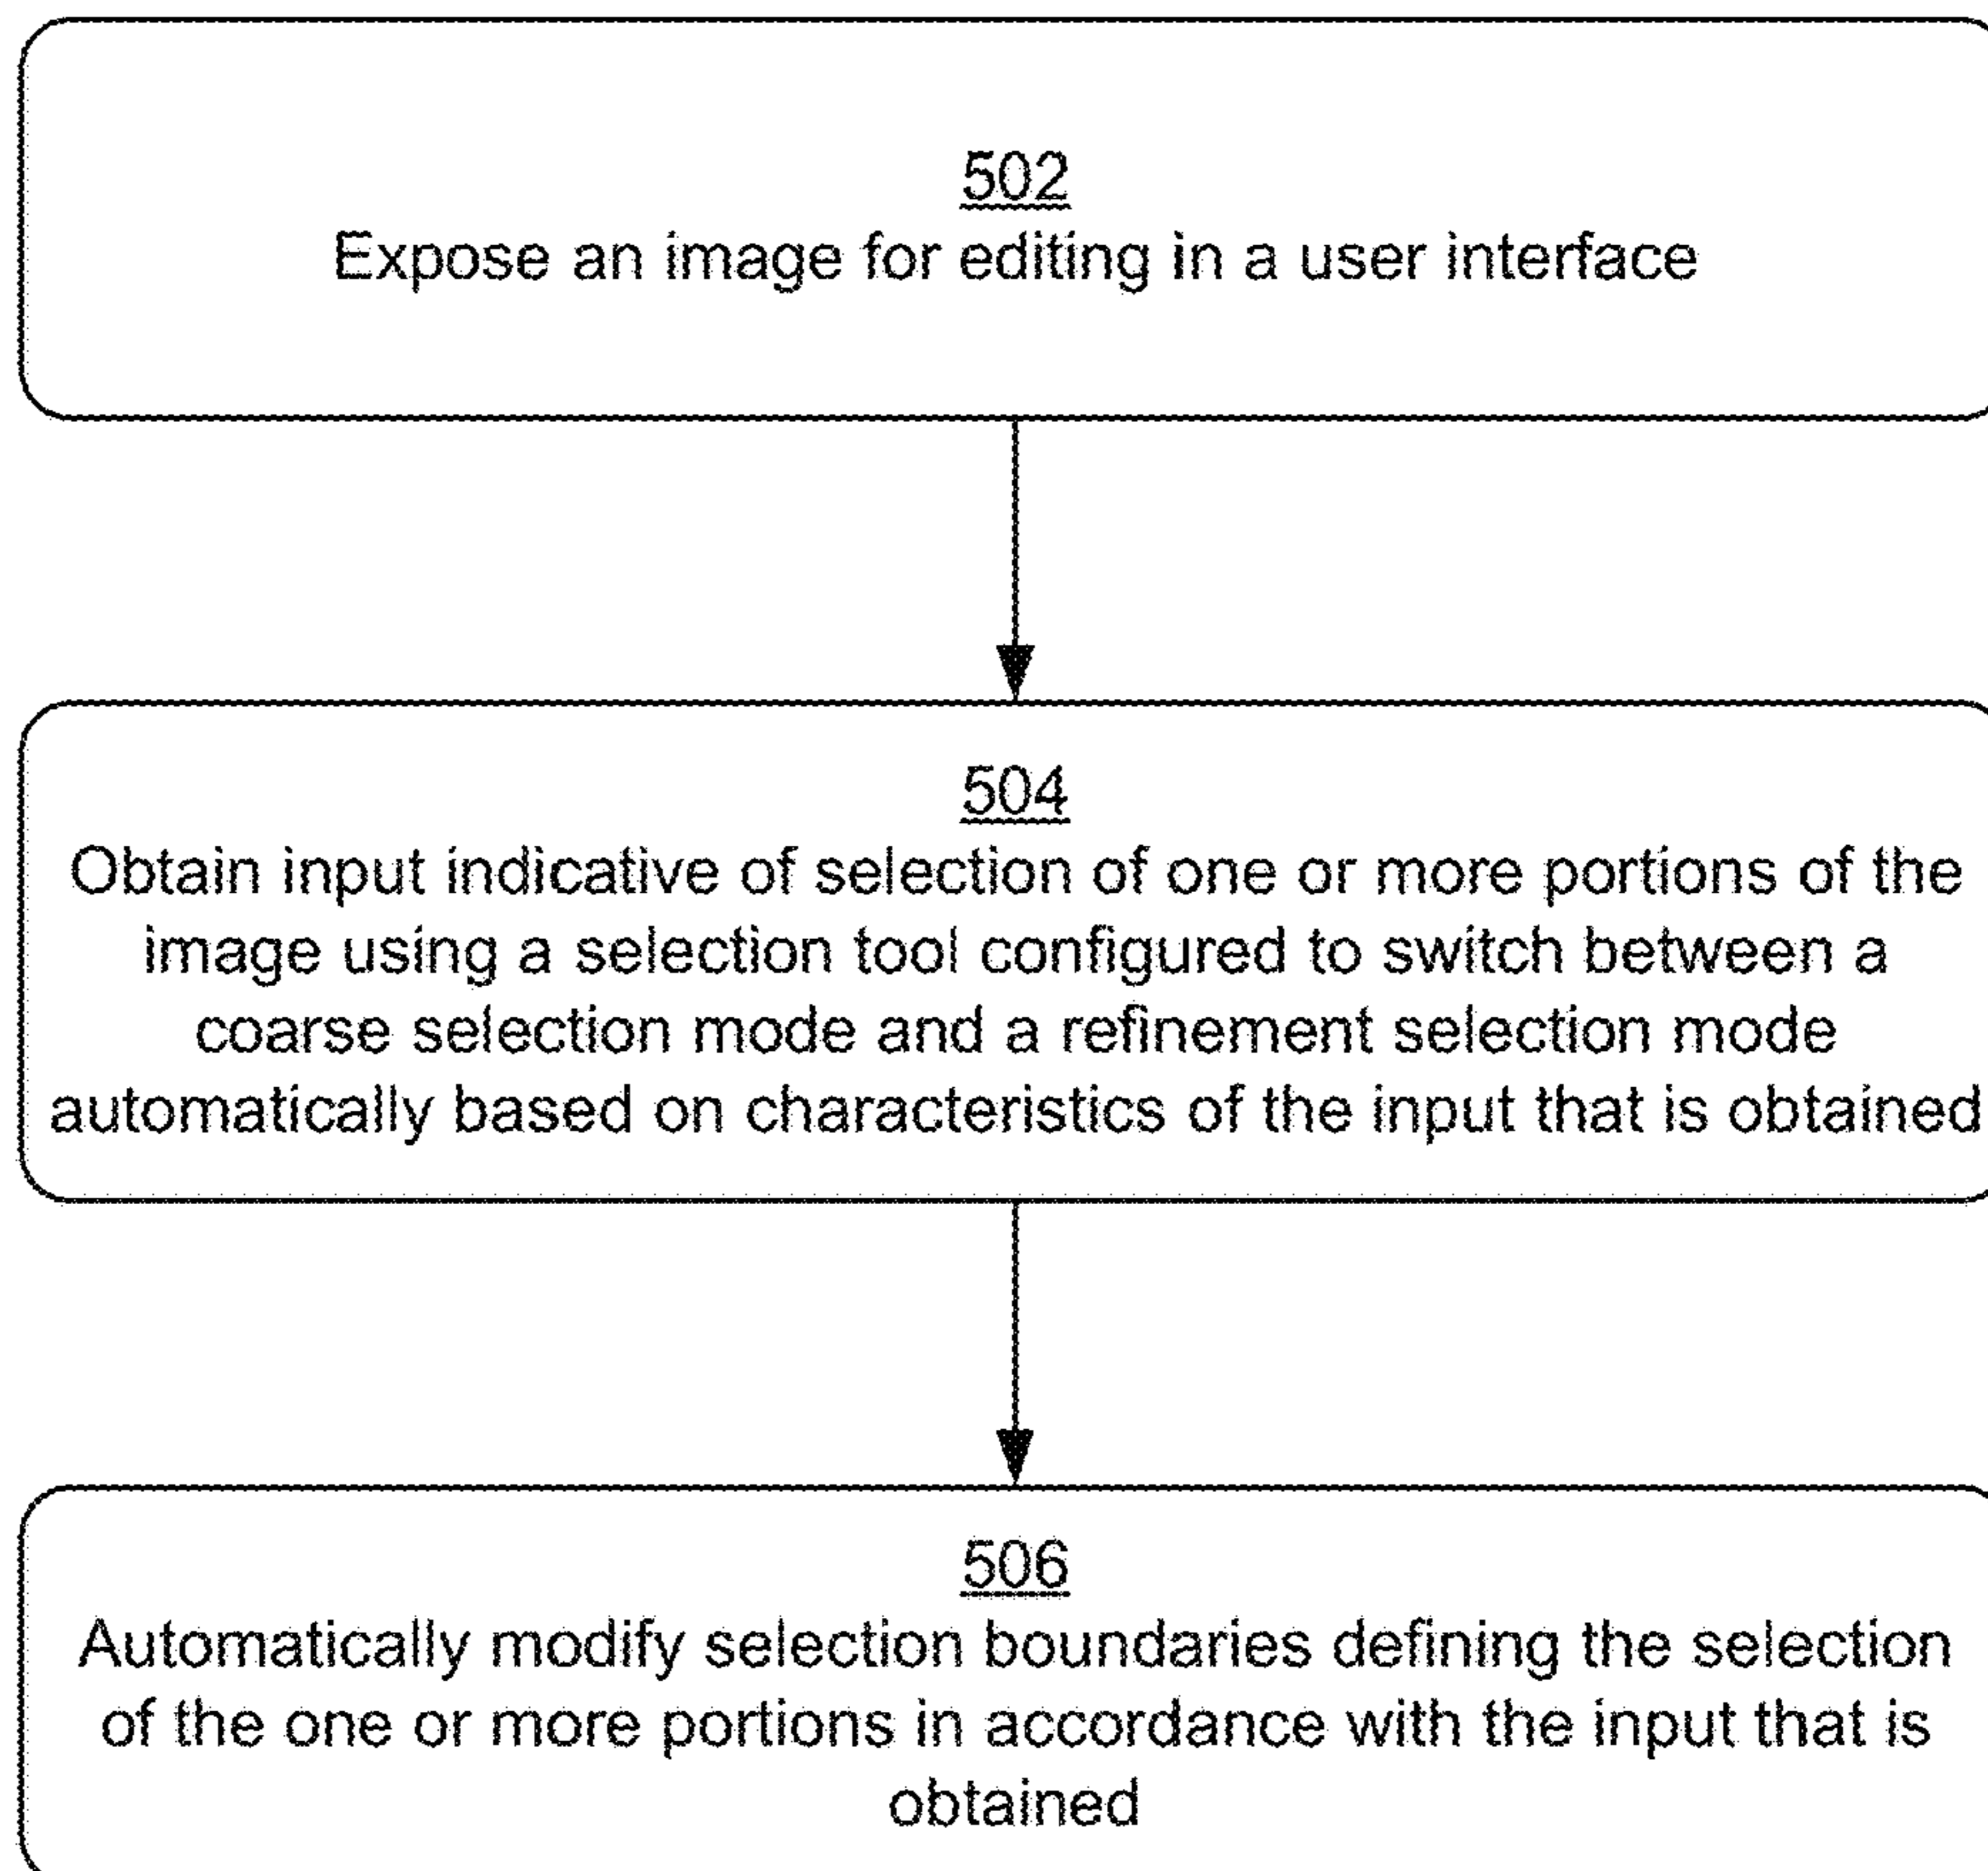 502
Expose an image for editing in a user interface
504
Obtain input indicative of selection of one or more portions of the
image using a selection tool configured to switch between a
coarse selection mode and a refinement selection mode
automatically based on characteristics of the input that is obtained
506
Automatically modify selection boundaries defining the selection
of the one or more portions in accordance with the input that is
obtained